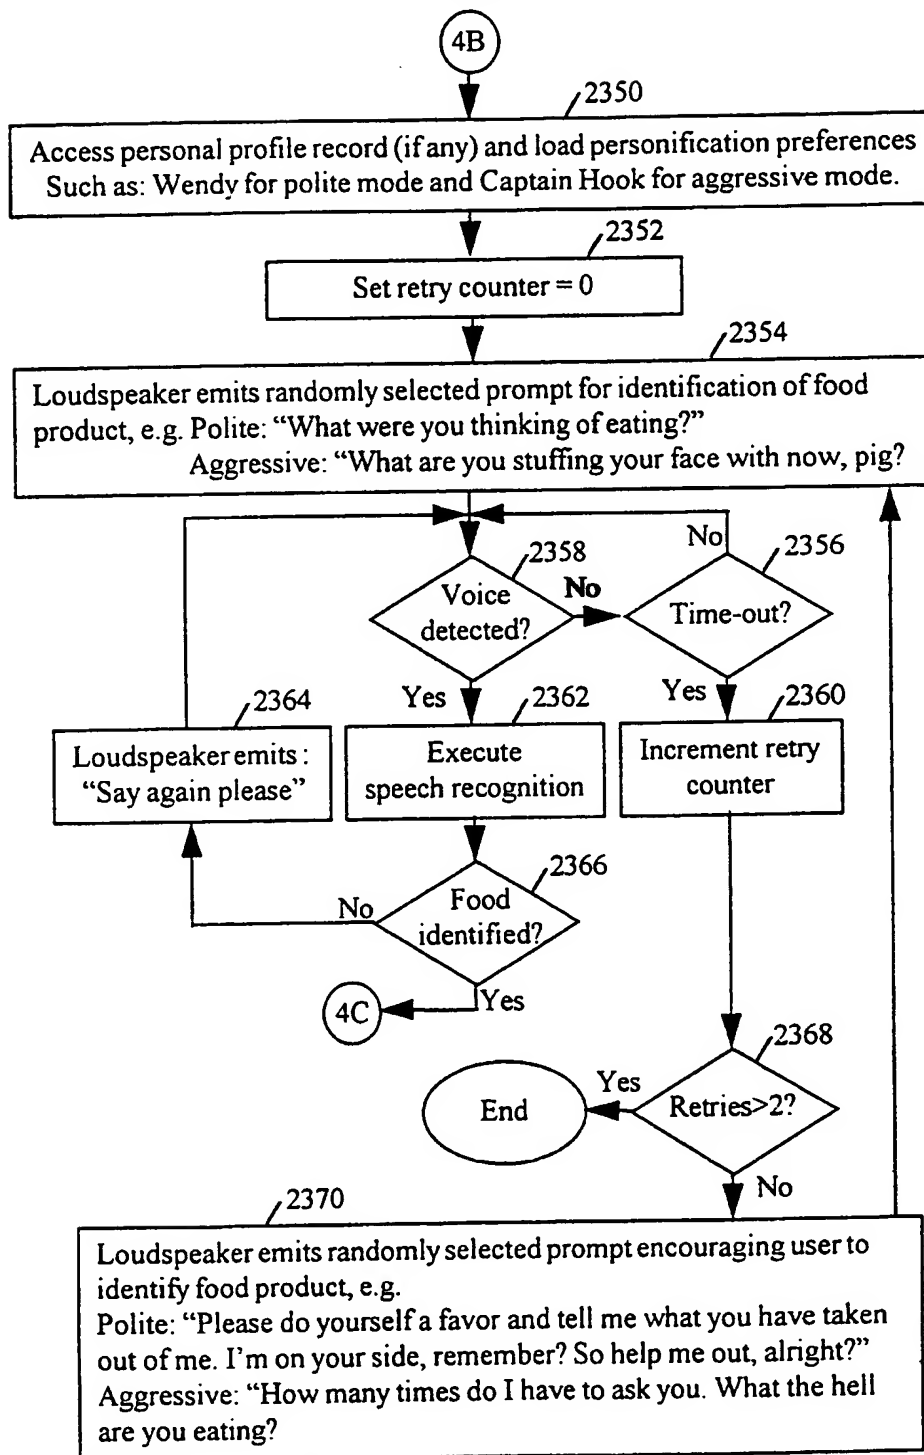 4B
2350
Access personal profile record (if any) and load personification preferences
Such as: Wendy for polite mode and Captain Hook for aggressive mode.
2352
Set retry counter = 0
2354
Loudspeaker emits randomly selected prompt for identification of food
product, e.g. Polite: “What were you thinking of eating?”
Aggressive: “What are you stuffing your face with now, pig?
No
2356
2358
Voice
detected?
No
Time-out?
Yes
Yes
2364
2362
2360
Loudspeaker emits :
“Say again please”
Execute
speech recognition
Increment retry
counter
2366
No
Food
identified?
Yes
4C
2368
Yes
End
Retries>2?
No
2370
Loudspeaker emits randomly selected prompt encouraging user to
identify food product, e.g.
Polite: “Please do yourself a favor and tell me what you have taken
out of me. I’m on your side, remember? So help me out, alright?”
Aggressive: “How many times do I have to ask you. What the hell
are you eating?